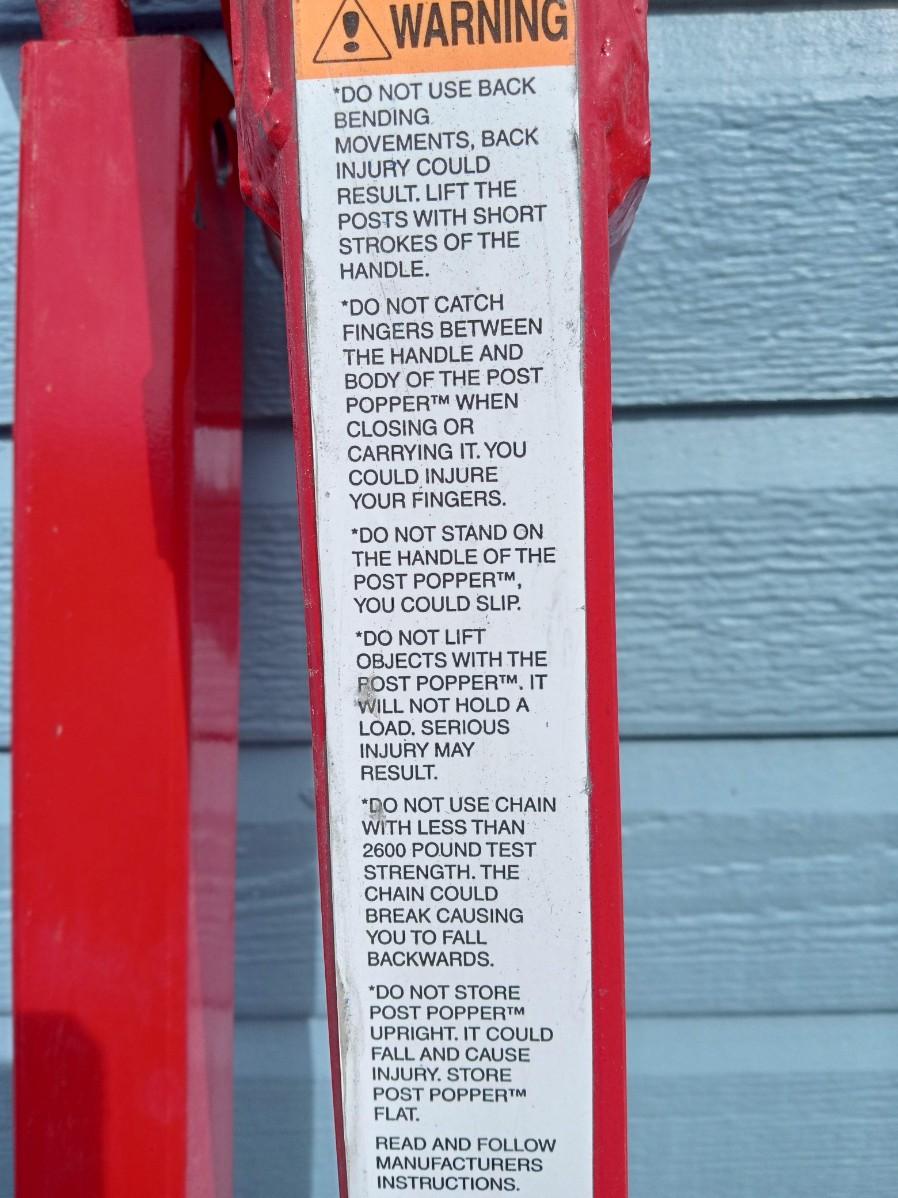 WARNING
*DO NOT USE BACK
BENDING
MOVEMENTS, BACK
INJURY COULD
RESULT. LIFT THE
POSTS WITH SHORT
STROKES OF THE
HANDLE.
*DO NOT CATCH
FINGERS BETWEEN
THE HANDLE AND
BODY OF THE POST
POPPER™ WHEN
CLOSING OR
CARRYING IT. YOU
COULD INJURE
YOUR FINGERS.
*DO NOT STAND ON
THE HANDLE OF THE
POST POPPER™,
YOU COULD SLIP.
*DO NOT LIFT
OBJECTS WITH THE
POST POPPER™. IT
WILL NOT HOLD A
LOAD. SERIOUS
INJURY MAY
RESULT.
*DO NOT USE CHAIN
WITH LESS THAN
2600 POUND TEST
STRENGTH. THE
CHAIN COULD
BREAK CAUSING
YOU TO FALL
BACKWARDS.
*DO NOT STORE
POST POPPER™
UPRIGHT. IT COULD
FALL AND CAUSE
INJURY. STORE
POST POPPER™
FLAT.
READ AND FOLLOW
MANUFACTURERS
INSTRUCTIONS.